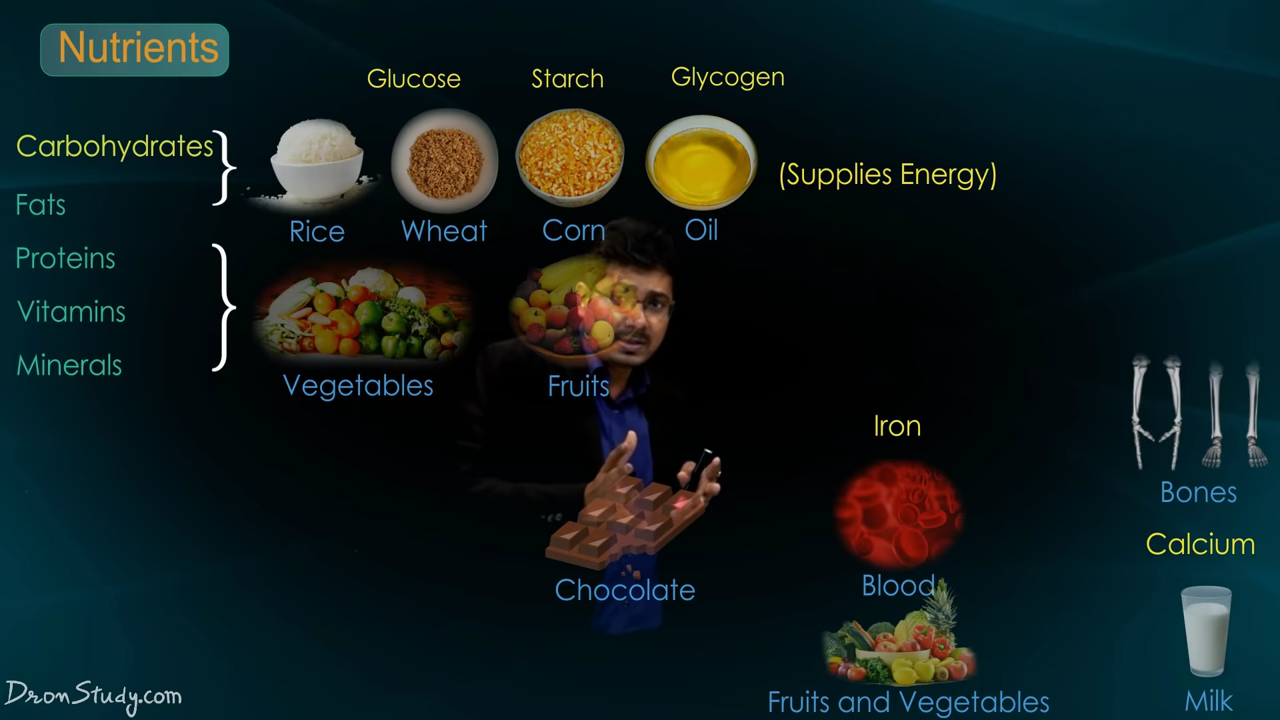 Nutrients
Glucose
Starch
Glycogen
Carbohydrates
(Supplies Energy)
Fats
Rice
Wheat
Corn
Oil
Proteins
Vitamins
Minerals
Vegetables
Fruits
Iron
Bones
Calcium
Chocolate
Blood
DronStudy.com
Fruits and Vegetables
Milk